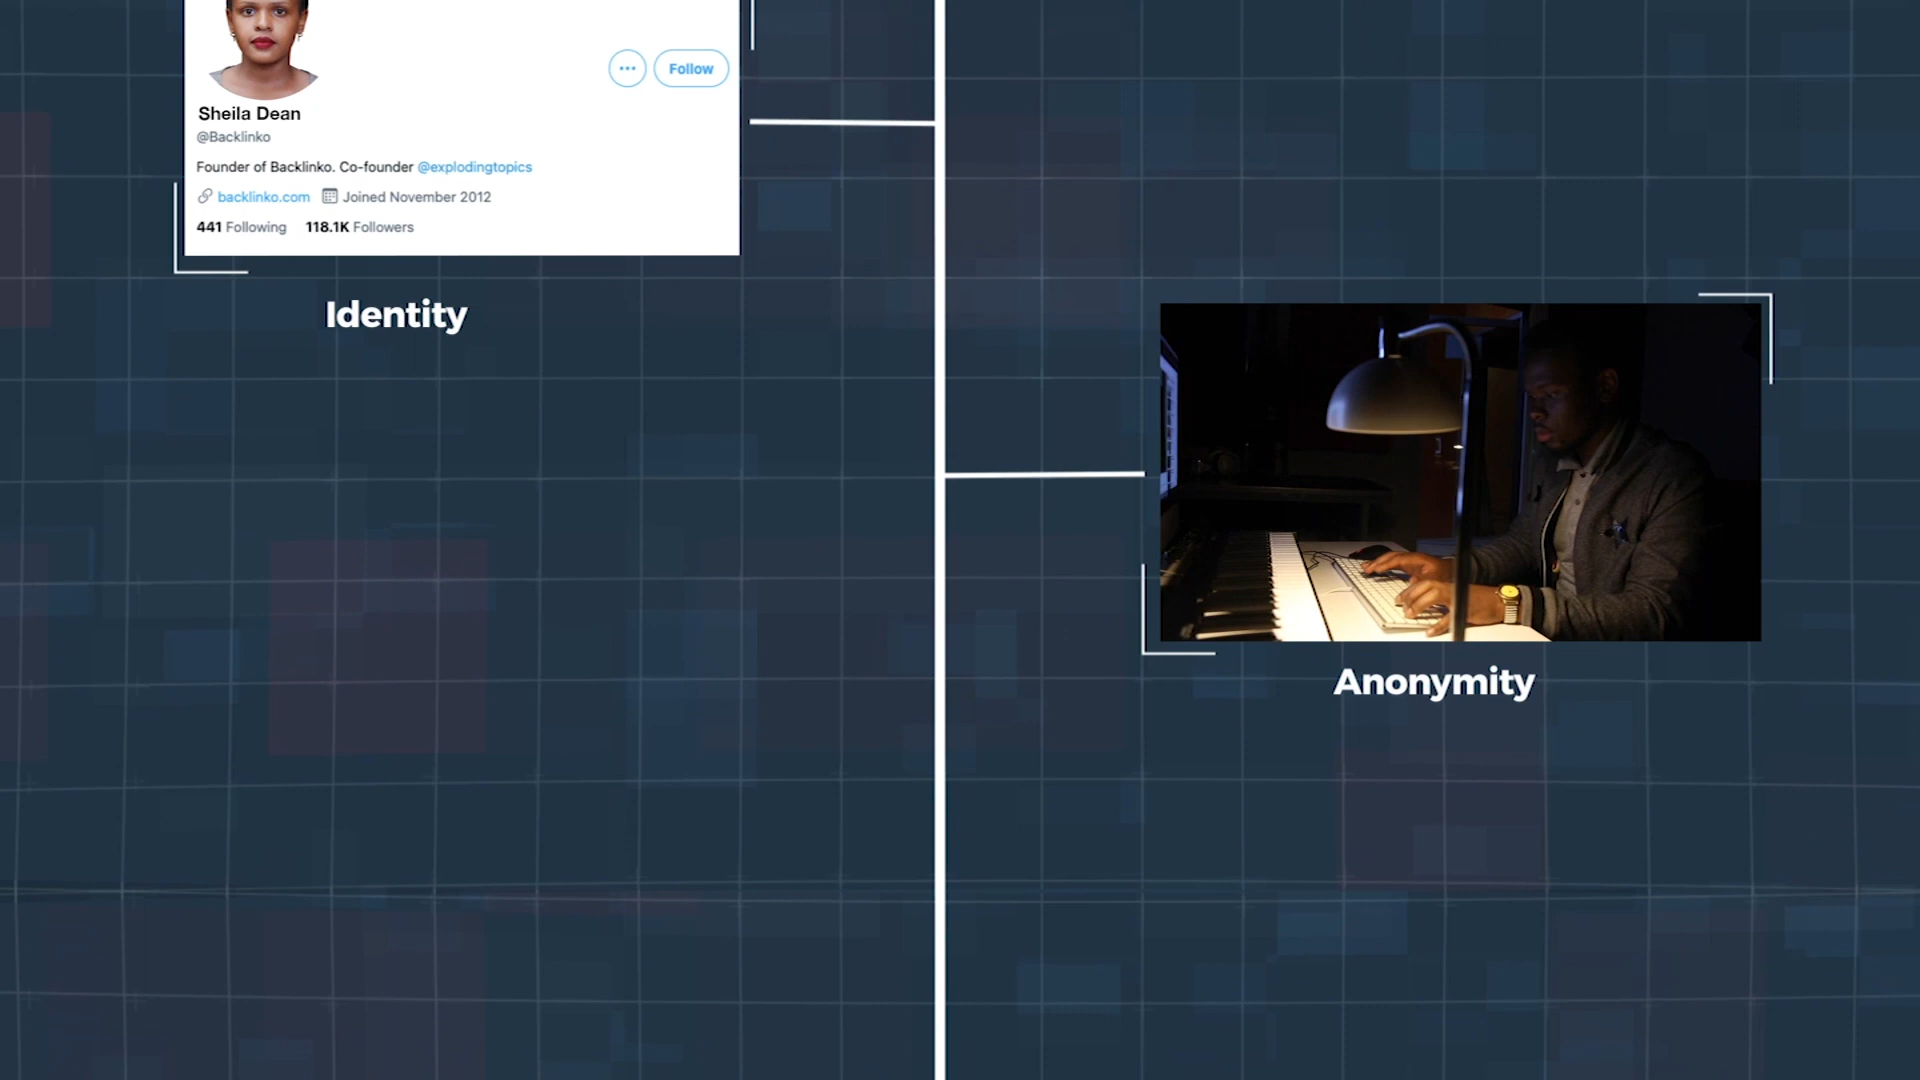 Follow
Sheila Dean
@Backlinko
Founder of Backlinko. Co-founder @explodingtopics
backlinko.com Joined November 2012
441 Following 118.1K Followers
Identity
Anonymity